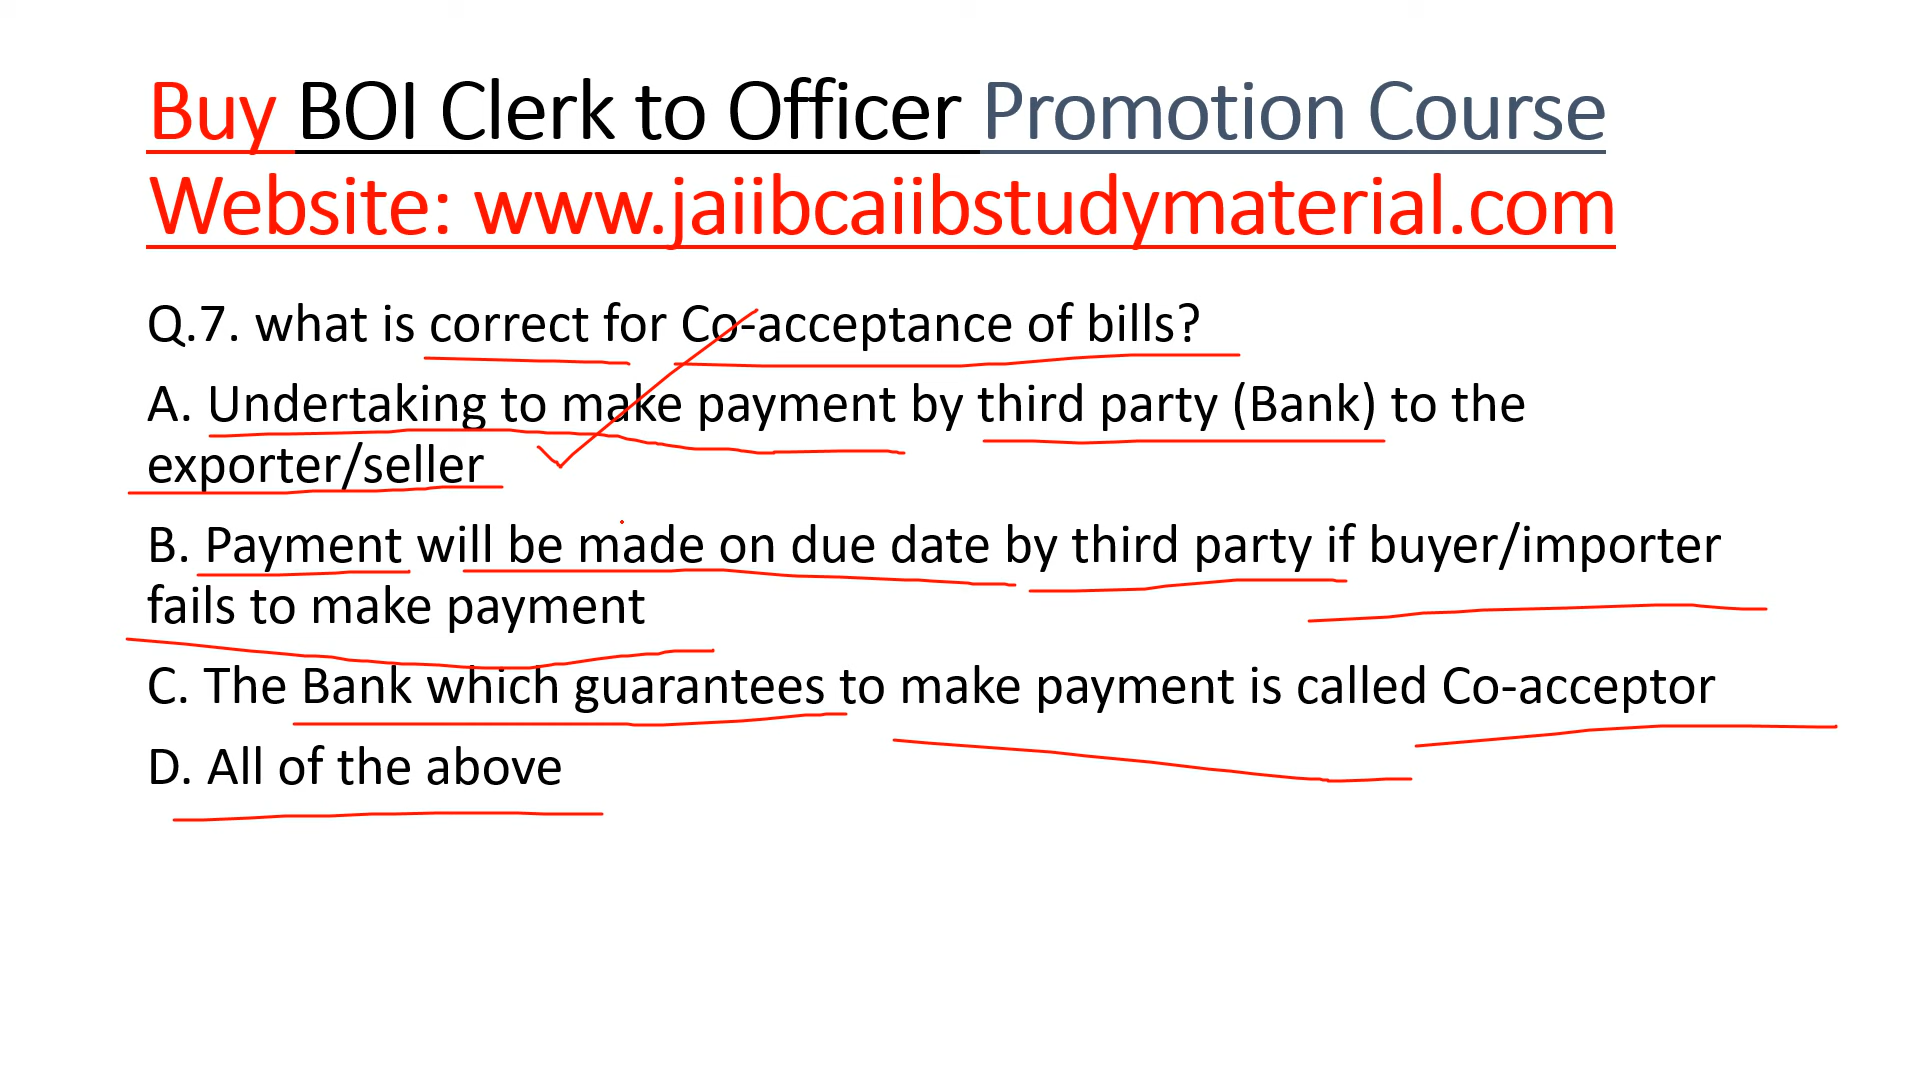 Buy BOI Clerk to Officer Promotion Course
Website: www.jaiibcaiibstudymaterial.com
Q.7. what is correct for Co-acceptance of bills?
A. Undertaking to make payment by third party (Bank) to the
exporter/seller
B. Payment will be made on due date by third party if buyer/importer
fails to make payment
C. The Bank which guarantees to make payment is called Co-acceptor
D. All of the above